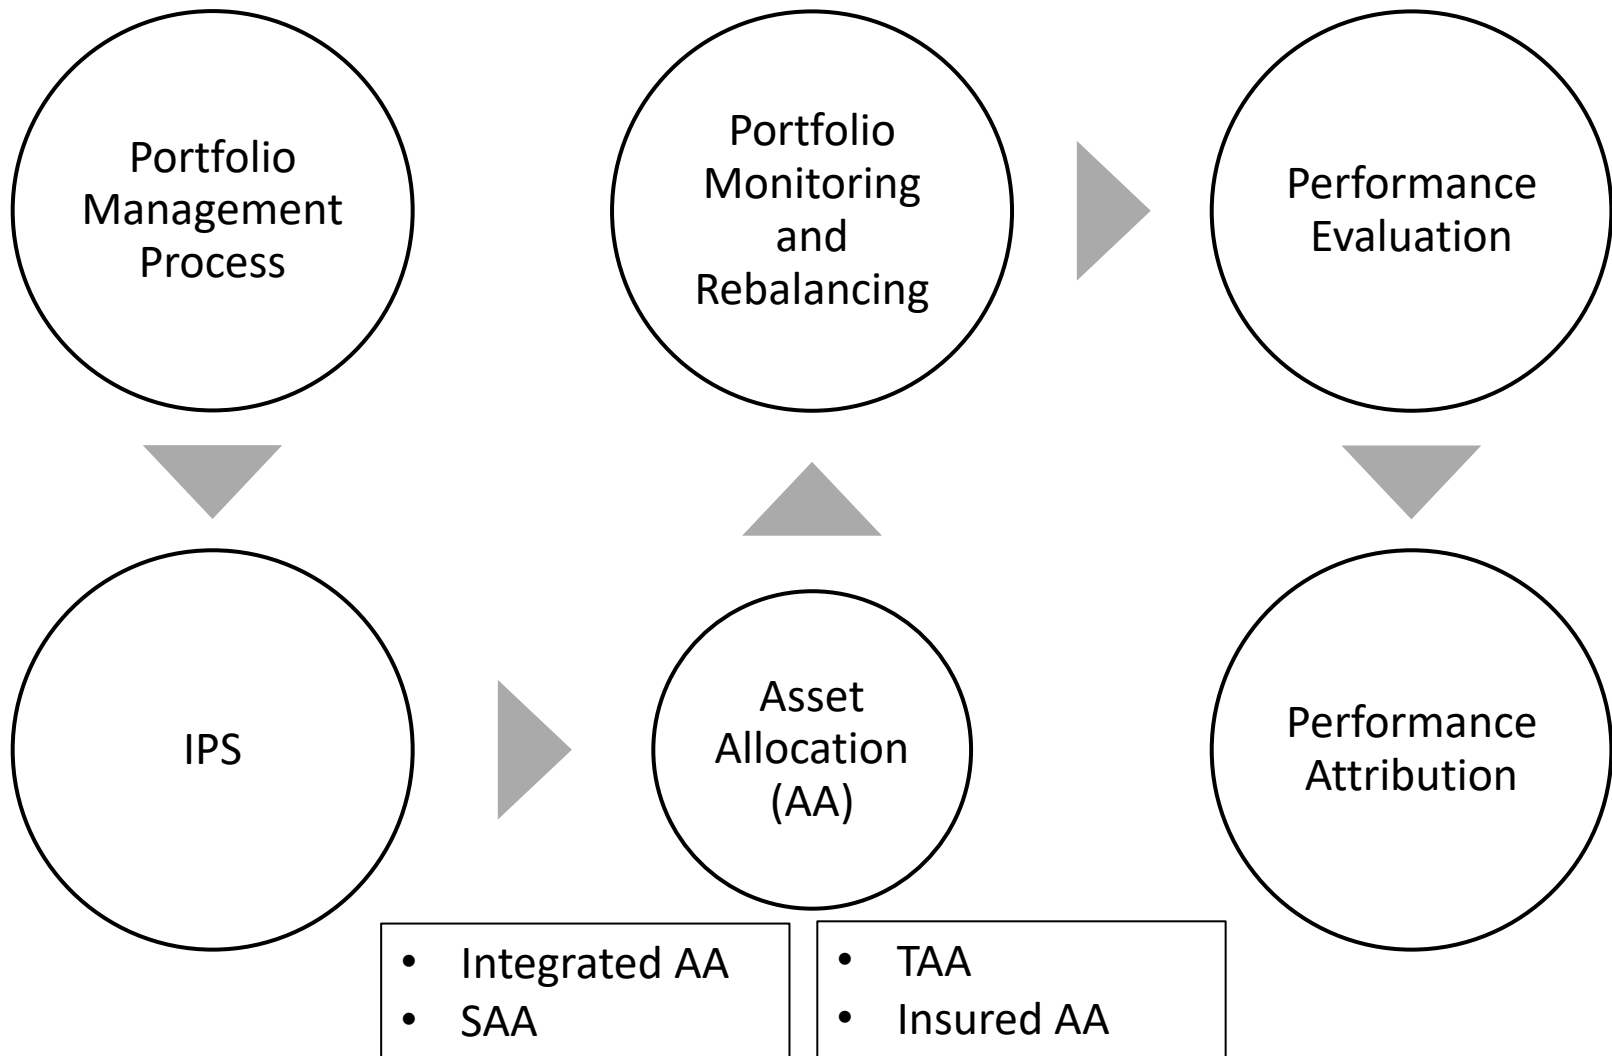 Portfolio
Management
Process
Portfolio
Monitoring
and
Rebalancing
Performance
Evaluation
IPS
Asset
Allocation
(AA)
Performance
Attribution
• Integrated AA
• SAA
• TAA
• Insured AA